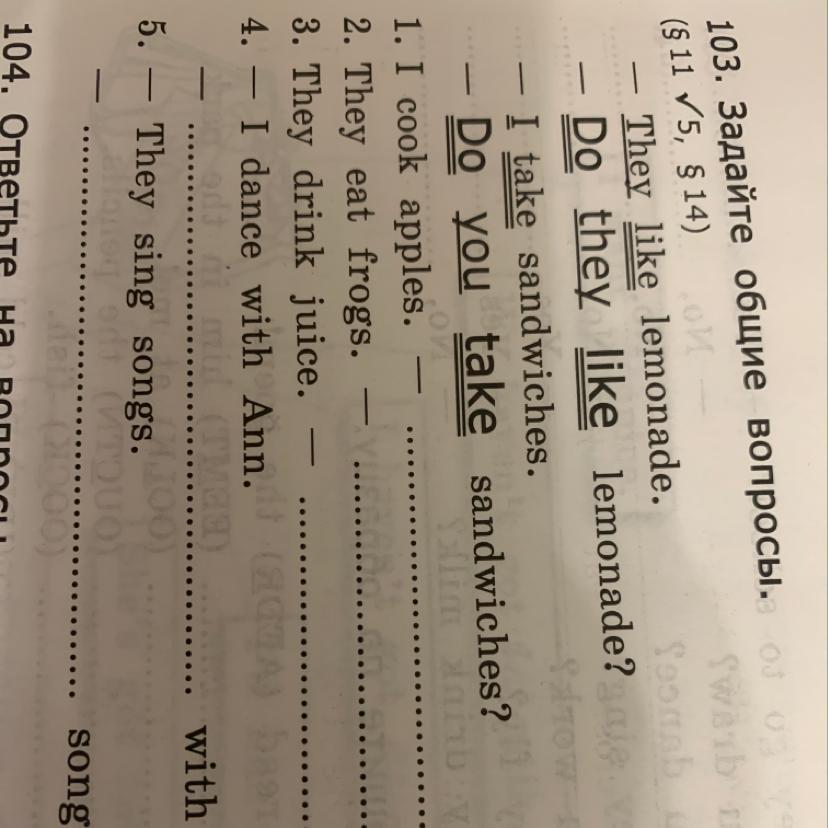 103. Задайте общие вопросы.
(§ 11 ✓5, § 14)
— They like lemonade.
— Do they like lemonade?
— I take sandwiches.
— Do you take sandwiches?
1. I cook apples. — ........................................
2. They eat frogs. — ........................................
3. They drink juice. — ........................................
4. — I dance with Ann.
— ........................................................ with
5. — They sing songs.
— ........................................................ song
104. Ответьте на вопросы